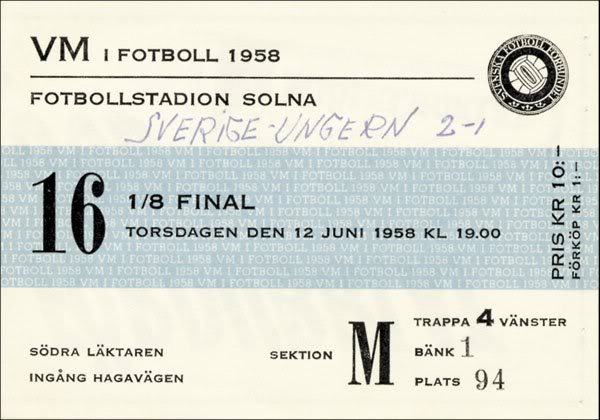 VM I FOTBOLL 1958
SVENSKA FOTBOLLFÖRBUNDET
FOTBOLLSTADION SOLNA
SVERIGE-UNGERN 2-1
16
1/8 FINAL
TORSDAGEN DEN 12 JUNI 1958 KL. 19.00
PRIS KR 10:—
FÖRKÖP KR 1:—
SÖDRA LÄKTAREN
INGÅNG HAGAVÄGEN
SEKTION M
TRAPPA 4 VÄNSTER
BÄNK 1
PLATS 94